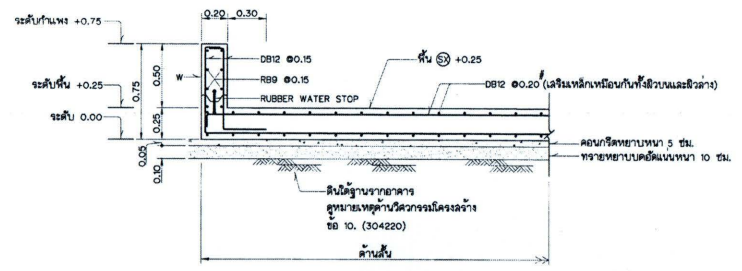 0.20 0.30
ระดับกำแพง +0.75
DB12 @0.15
พื้น SX +0.25
W
RB9 @0.15
0.75
0.50
DB12 @0.20 # (เสริมเหล็กเหมือนกันทั้งผิวบนและผิวล่าง)
ระดับพื้น +0.25
RUBBER WATER STOP
ระดับ 0.00
0.25
คอนกรีตหยาบหนา 5 ซม.
0.05
ทรายหยาบบดอัดแน่นหนา 10 ซม.
0.10
ดินใต้ฐานรากอาคาร
ดูหมายเหตุด้านวิศวกรรมโครงสร้าง
ข้อ 10. (304220)
ด้านสั้น